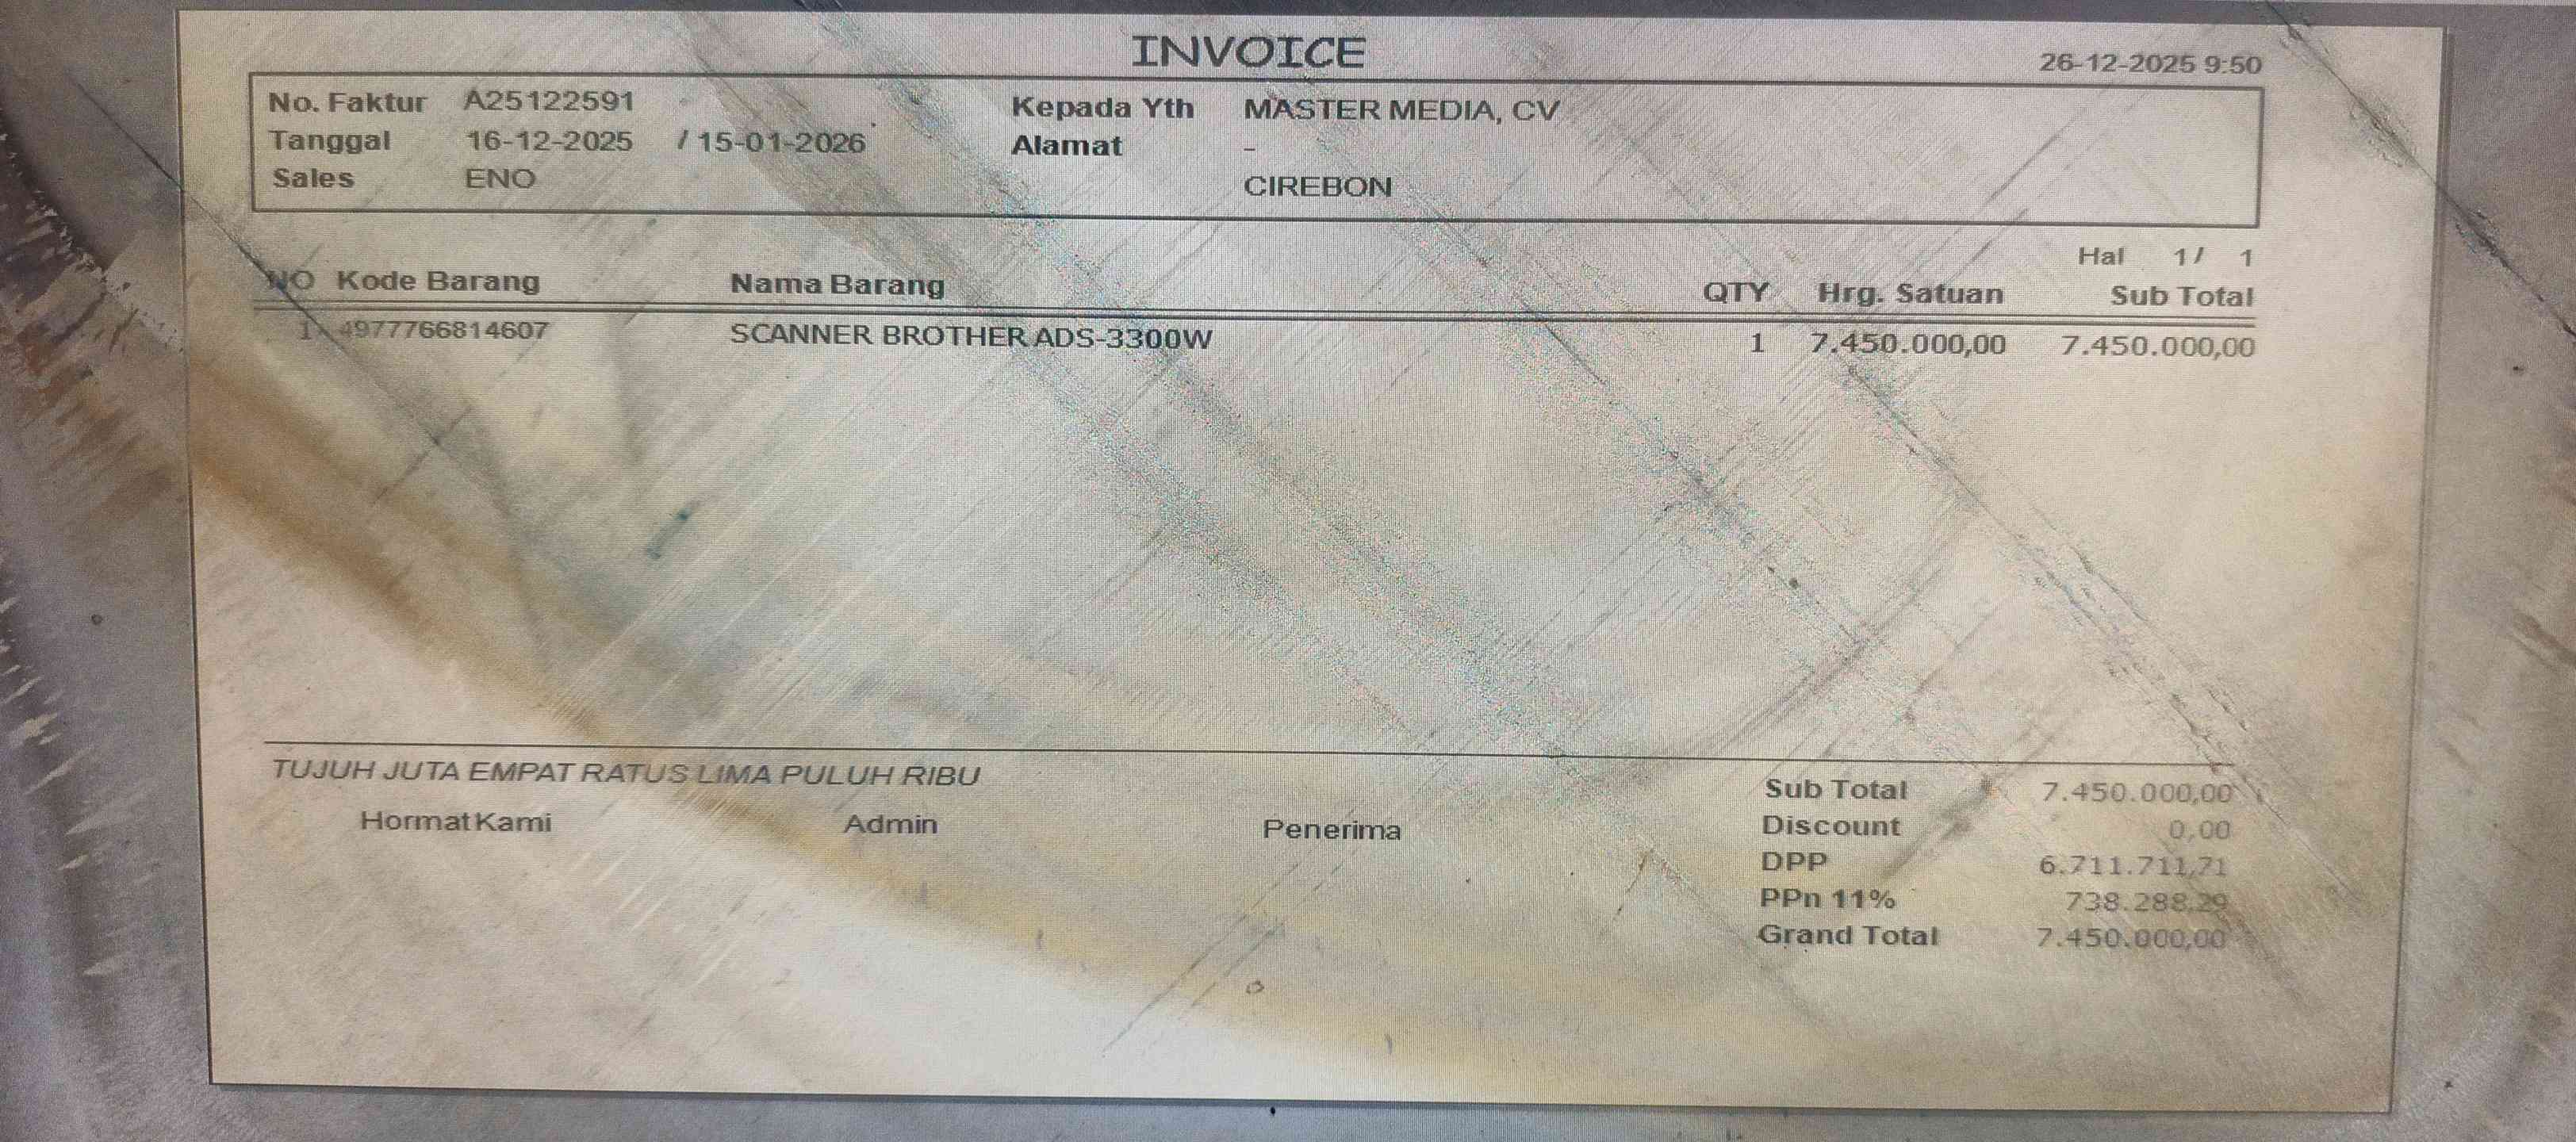 INVOICE
26-12-2025 9:50
No. Faktur A25122591
Tanggal 16-12-2025 / 15-01-2026
Sales ENO
Kepada Yth MASTER MEDIA, CV
Alamat -
CIREBON
Hal 1 / 1
NO Kode Barang Nama Barang QTY Hrg. Satuan Sub Total
1 4977766814607 SCANNER BROTHER ADS-3300W 1 7.450.000,00 7.450.000,00
TUJUH JUTA EMPAT RATUS LIMA PULUH RIBU
Hormat Kami Admin Penerima
Sub Total 7.450.000,00
Discount 0,00
DPP 6.711.711,71
PPn 11% 738.288,29
Grand Total 7.450.000,00